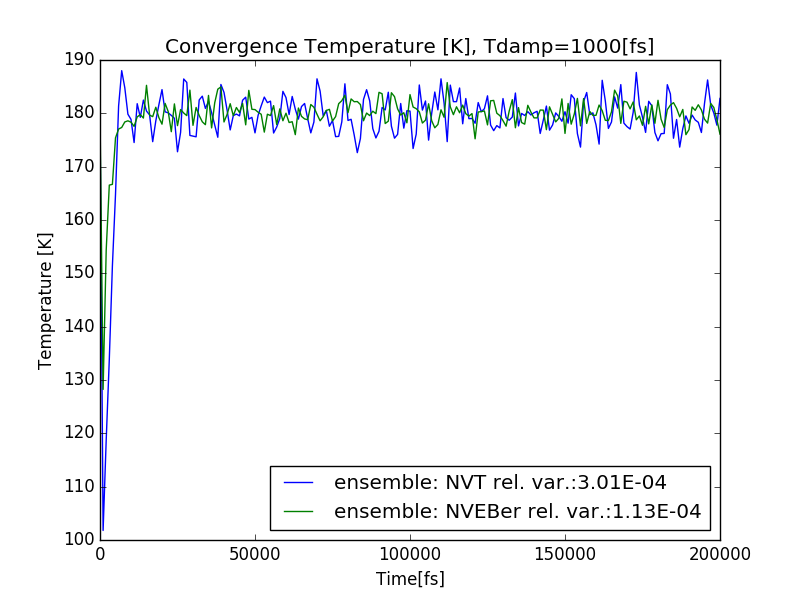 Convergence Temperature [K], Tdamp=1000[fs]
190
180
170
160
150
140
130
120
110
100
Temperature [K]
ensemble: NVT rel. var.:3.01E-04
ensemble: NVEBer rel. var.:1.13E-04
0 50000 100000 150000 200000
Time[fs]